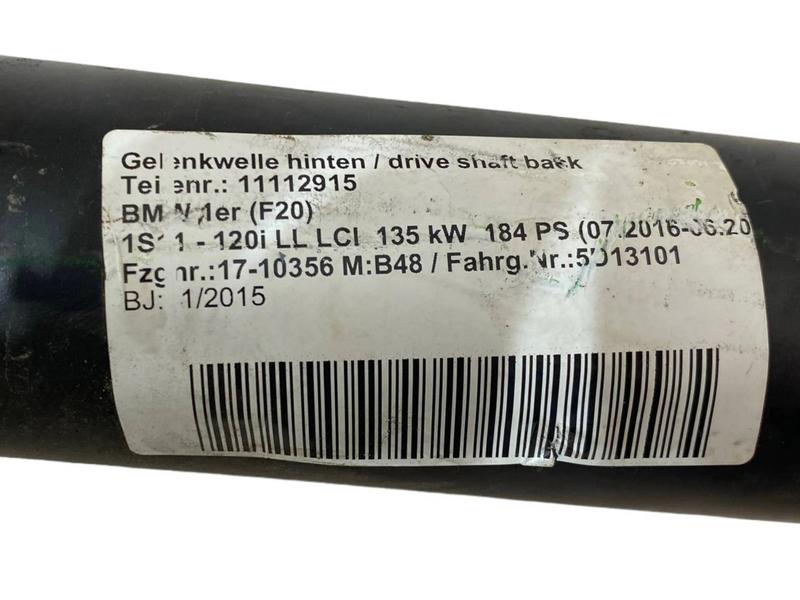 Gelenkwelle hinten / drive shaft back
Teilenr.: 11112915
BMW 1er (F20)
- 120i LL LCI 135 kW 184 PS (07.2016-06.20
Fzgnr.:17-10356 M:B48 / Fahrg.Nr.:5D13101
BJ: 1/2015